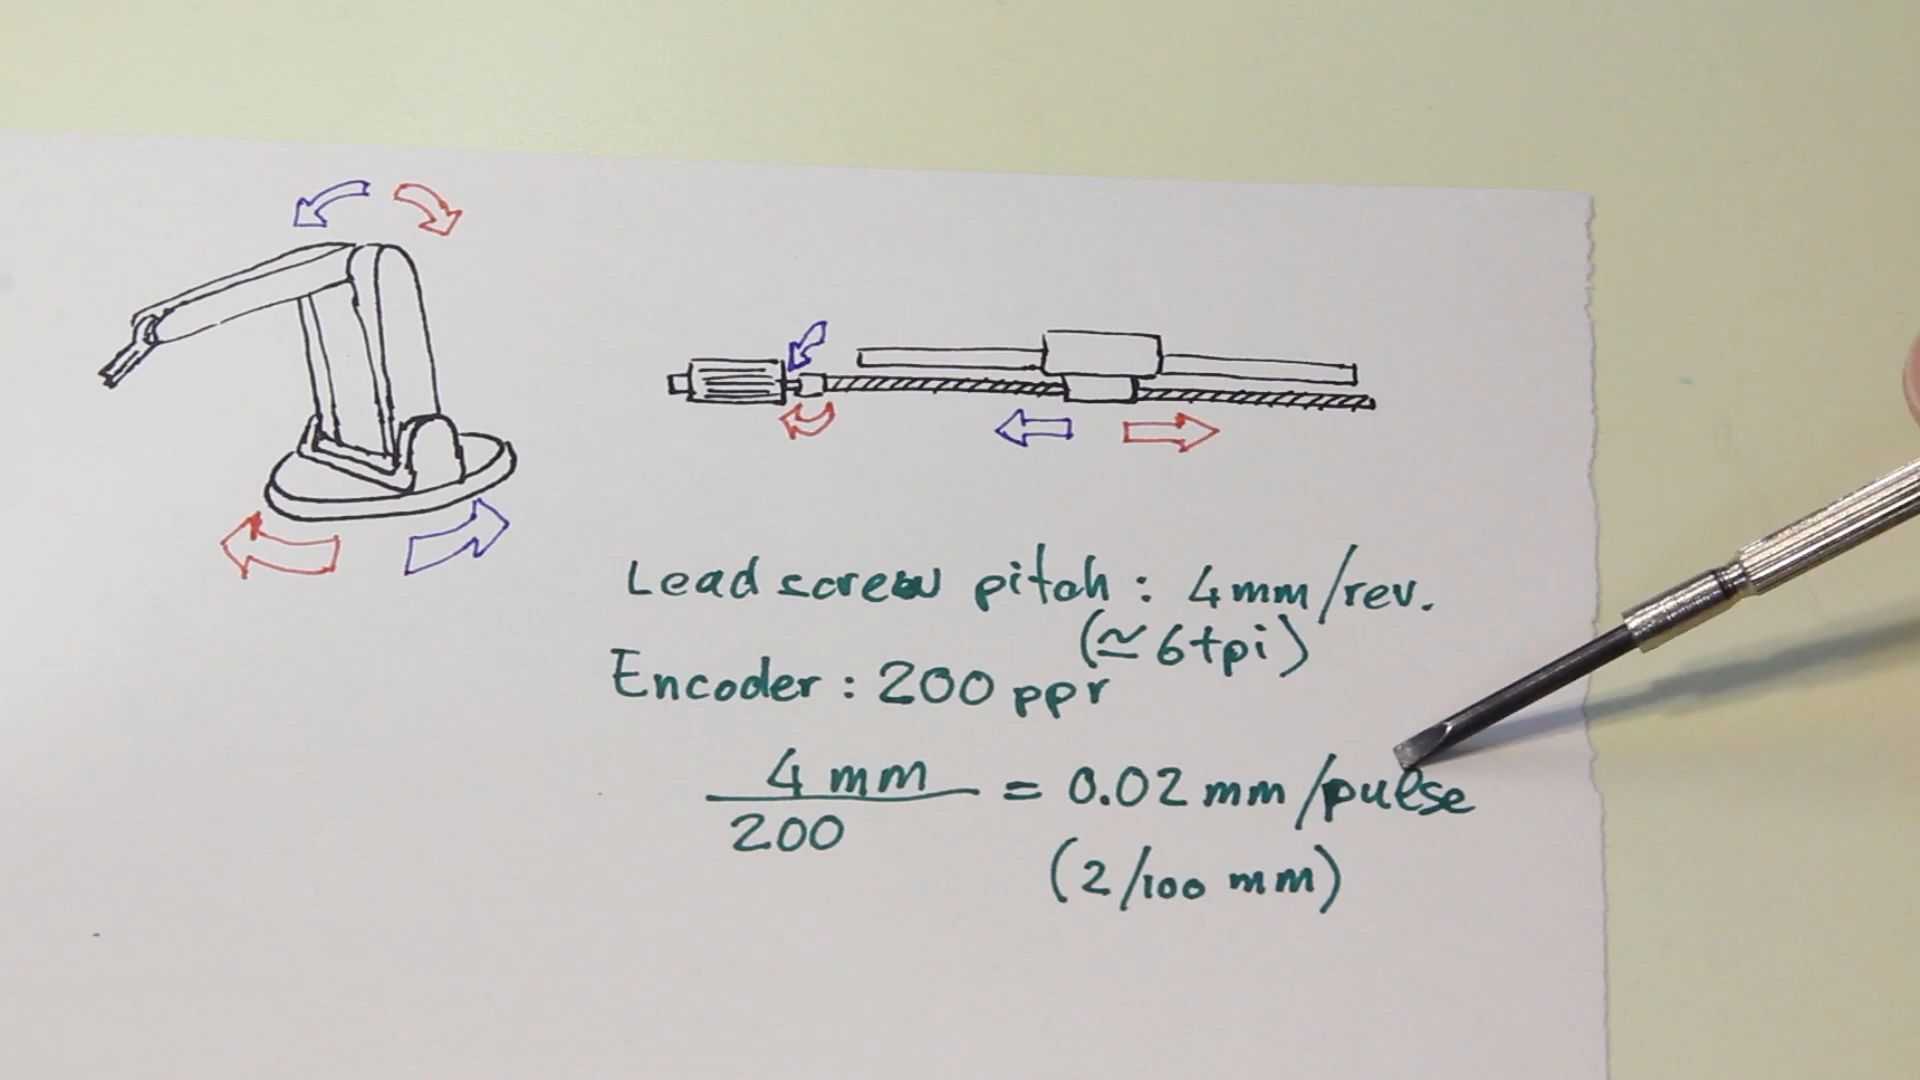 Lead screw pitch : 4mm/rev.
(≃ 6tpi)
Encoder : 200 ppr
4 mm
200
= 0.02 mm/pulse
(2/100 mm)